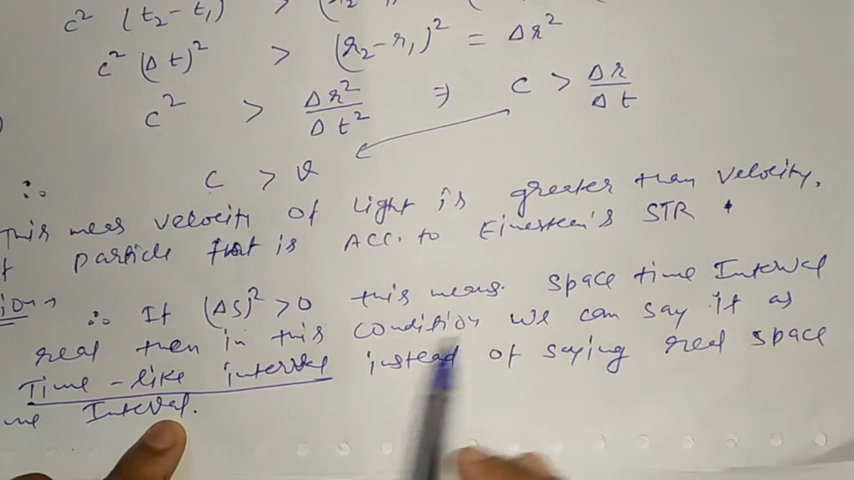 c² (t₂ - t₁) >
c² (Δt)² > (r₂ - r₁)² = Δr²
c² > Δr²/Δt² ⇒ c > Δr/Δt
∴ c > v
This meas velocity of light is greater than velocity.
particle that is ACC. to Einestein's STR
∴ If (ΔS)² > 0 this means space time Interval
real then in this condition we can say it as
Time-like interval instead of saying real space
me Interval.